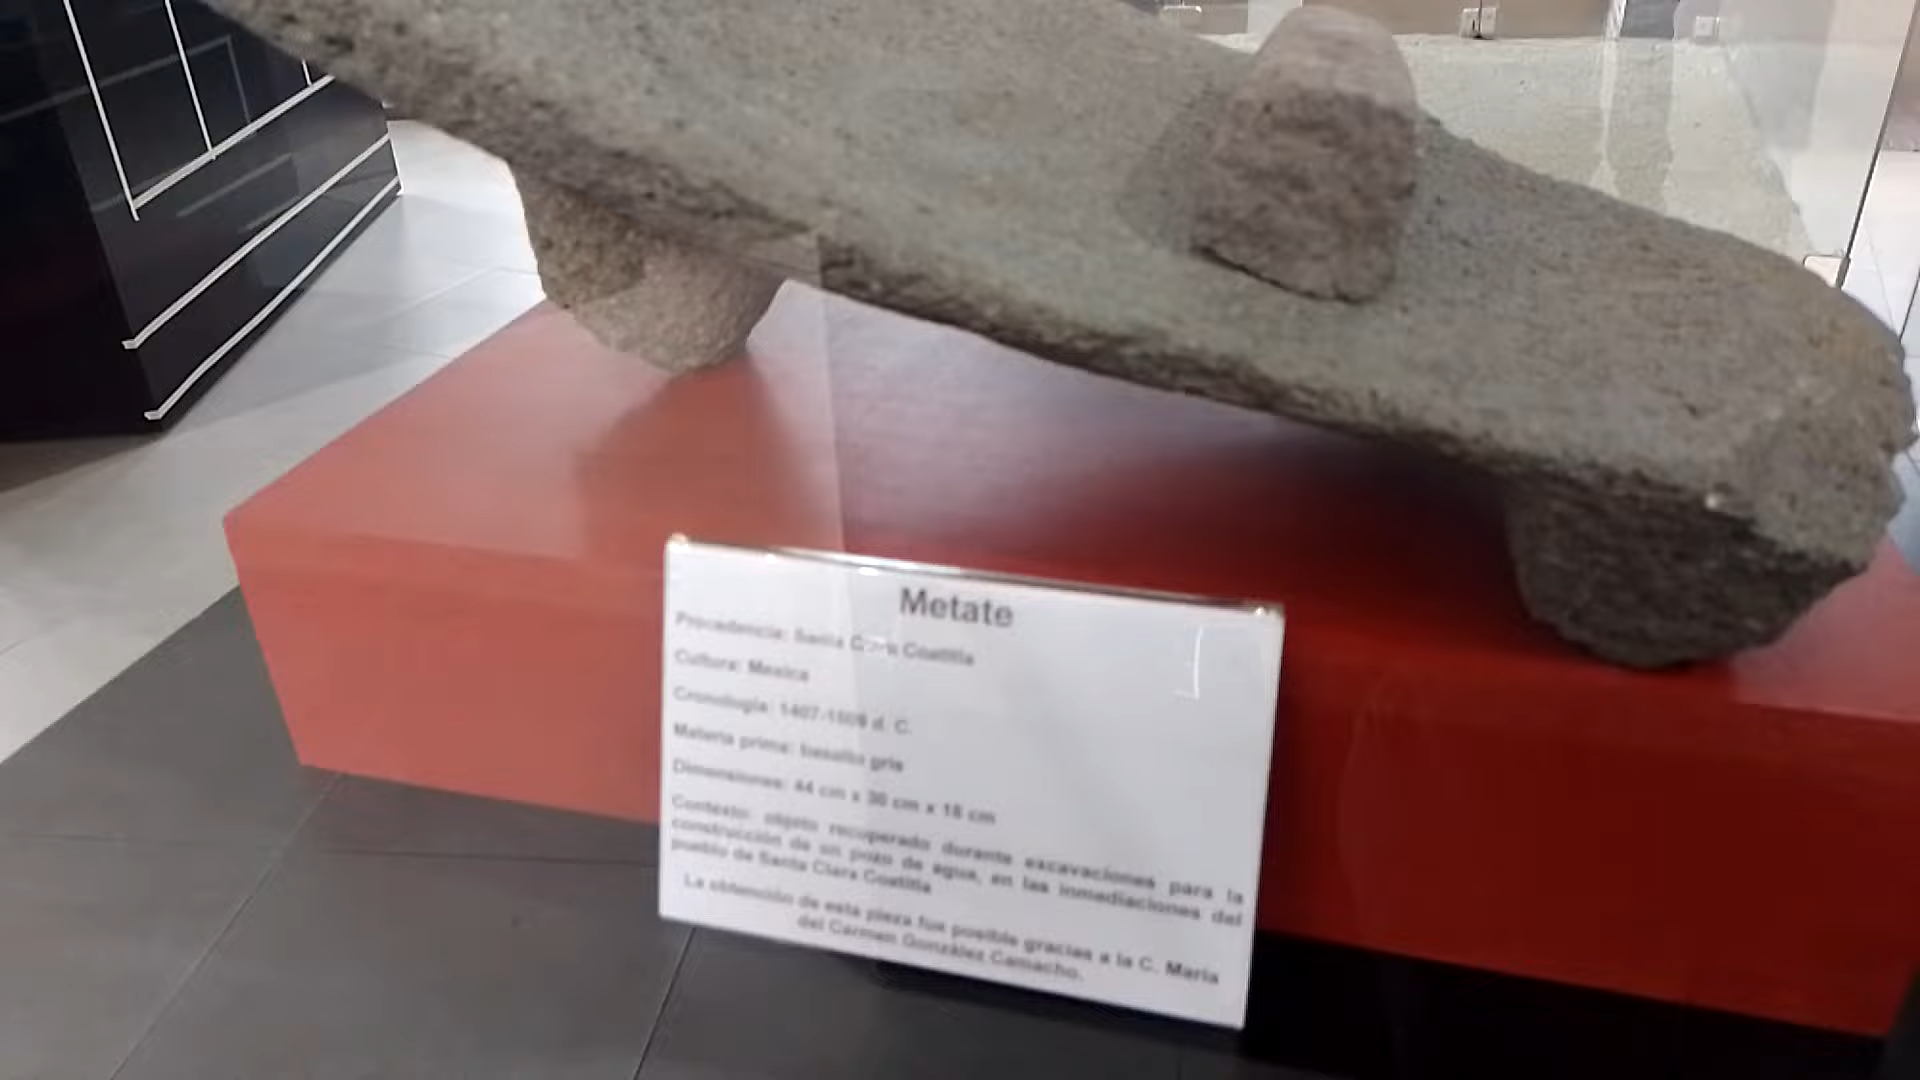 Metate
Procedencia: Santa Clara Coatitla
Cultura: Mexica
Cronología: 1407-1509 d. C.
Materia prima: basalto gris
Dimensiones: 44 cm x 30 cm x 18 cm
Contexto: objeto recuperado durante excavaciones para la
construcción de un pozo de agua, en las inmediaciones del
pueblo de Santa Clara Coatitla
La obtención de esta pieza fue posible gracias a la C. María
del Carmen González Camacho.